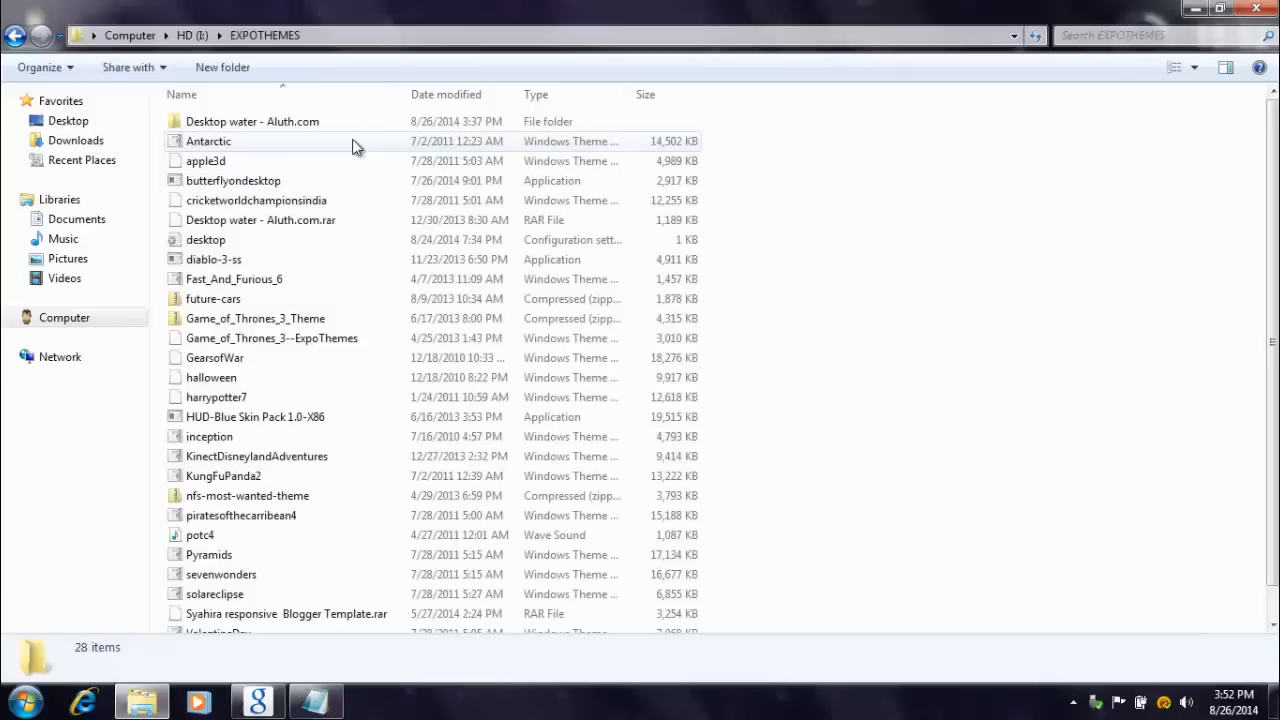 Computer HD (I:) EXPOTHEMES Search EXPOTHEMES
Organize Share with New folder
Name Date modified Type Size
Favorites
Desktop
Downloads
Recent Places
Libraries
Documents
Music
Pictures
Videos
Computer
Network
Desktop water - Aluth.com 8/26/2014 3:37 PM File folder
Antarctic 7/2/2011 12:23 AM Windows Theme ... 14,502 KB
apple3d 7/28/2011 5:03 AM Windows Theme ... 4,989 KB
butterflyondesktop 7/26/2014 9:01 PM Application 2,917 KB
cricketworldchampionsindia 7/28/2011 5:01 AM Windows Theme ... 12,255 KB
Desktop water - Aluth.com.rar 12/30/2013 8:30 AM RAR File 1,189 KB
desktop 8/24/2014 7:34 PM Configuration sett... 1 KB
diablo-3-ss 11/23/2013 6:50 PM Application 4,911 KB
Fast_And_Furious_6 4/7/2013 11:09 AM Windows Theme ... 1,457 KB
future-cars 8/9/2013 10:34 AM Compressed (zipp... 1,878 KB
Game_of_Thrones_3_Theme 6/17/2013 8:00 PM Compressed (zipp... 4,315 KB
Game_of_Thrones_3--ExpoThemes 4/25/2013 1:43 PM Windows Theme ... 3,010 KB
GearsofWar 12/18/2010 10:33 ... Windows Theme ... 18,276 KB
halloween 12/18/2010 8:22 PM Windows Theme ... 9,917 KB
harrypotter7 1/24/2011 10:59 AM Windows Theme ... 12,618 KB
HUD-Blue Skin Pack 1.0-X86 6/16/2013 3:53 PM Application 19,515 KB
inception 7/16/2010 4:57 PM Windows Theme ... 4,793 KB
KinectDisneylandAdventures 12/27/2013 2:32 PM Windows Theme ... 9,414 KB
KungFuPanda2 7/2/2011 12:39 AM Windows Theme ... 13,222 KB
nfs-most-wanted-theme 4/29/2013 6:59 PM Compressed (zipp... 3,793 KB
piratesofthecarribean4 7/28/2011 5:00 AM Windows Theme ... 15,188 KB
potc4 4/27/2011 12:01 AM Wave Sound 1,087 KB
Pyramids 7/28/2011 5:15 AM Windows Theme ... 17,134 KB
sevenwonders 7/28/2011 5:15 AM Windows Theme ... 16,677 KB
solareclipse 7/28/2011 5:27 AM Windows Theme ... 6,855 KB
Syahira responsive Blogger Template.rar 5/27/2014 2:24 PM RAR File 3,254 KB
28 items
3:52 PM
8/26/2014